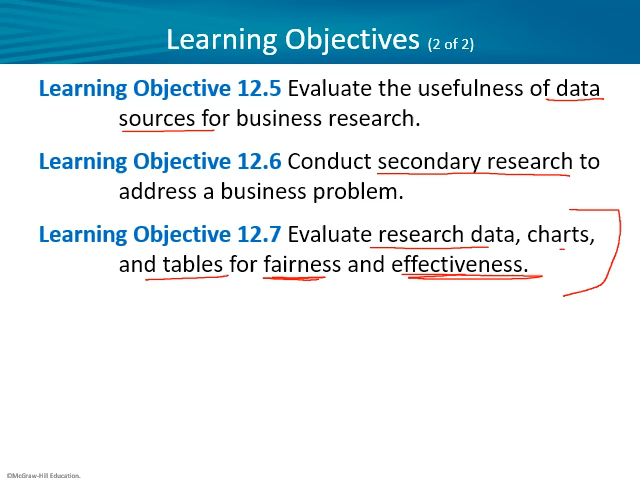 Learning Objectives (2 of 2)
Learning Objective 12.5 Evaluate the usefulness of data
sources for business research.
Learning Objective 12.6 Conduct secondary research to
address a business problem.
Learning Objective 12.7 Evaluate research data, charts,
and tables for fairness and effectiveness.
©McGraw-Hill Education.